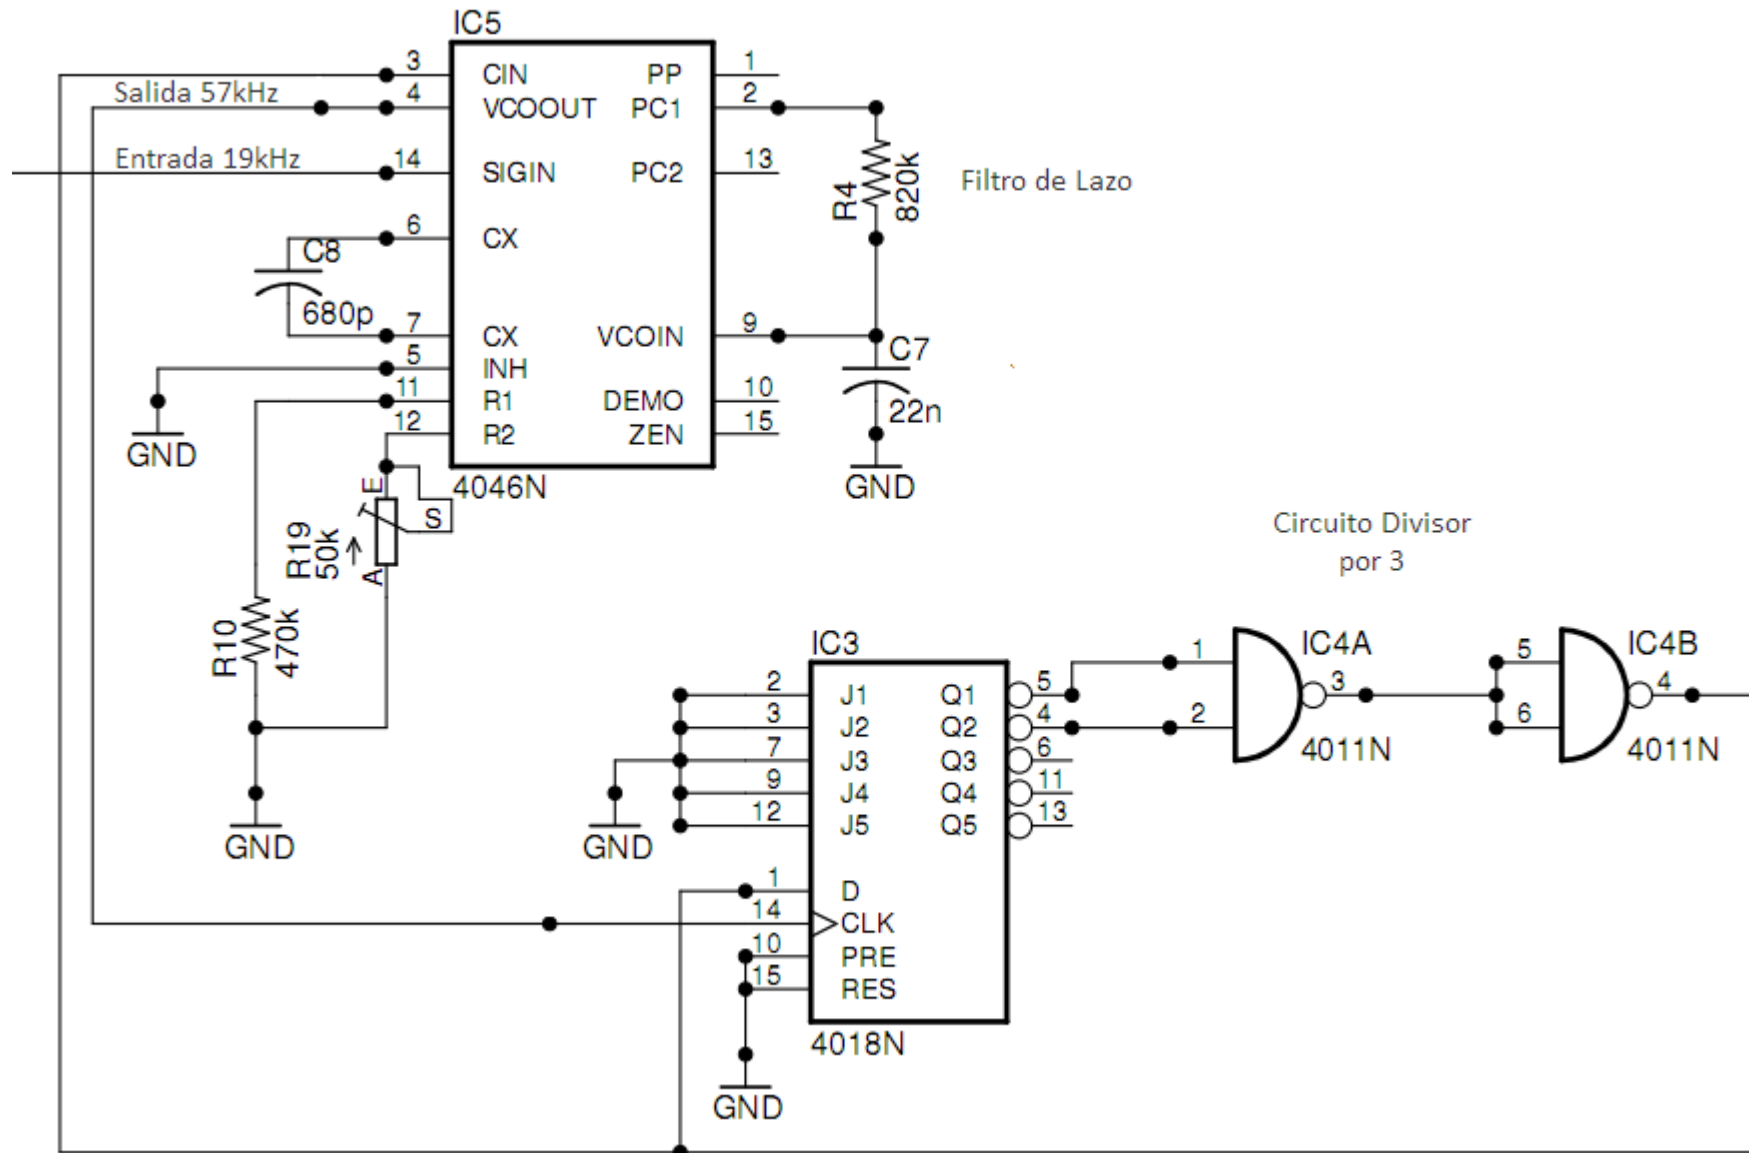 IC5
3 CIN PP 1
Salida 57kHz 4 VCOOUT PC1 2
Entrada 19kHz 14 SIGIN PC2 13
R4 820k
Filtro de Lazo
6 CX
C8
680p
7 CX VCOIN 9
C7
22n
5 INH
11 R1 DEMO 10
12 R2 ZEN 15
GND
GND
4046N
E
S
A
R19
50k
R10
470k
GND
Circuito Divisor
por 3
IC3
2 J1 Q1 5
3 J2 Q2 4
7 J3 Q3 6
9 J4 Q4 11
12 J5 Q5 13
GND
1 D
14 CLK
10 PRE
15 RES
4018N
GND
IC4A
1
2
3
4011N
IC4B
5
6
4
4011N